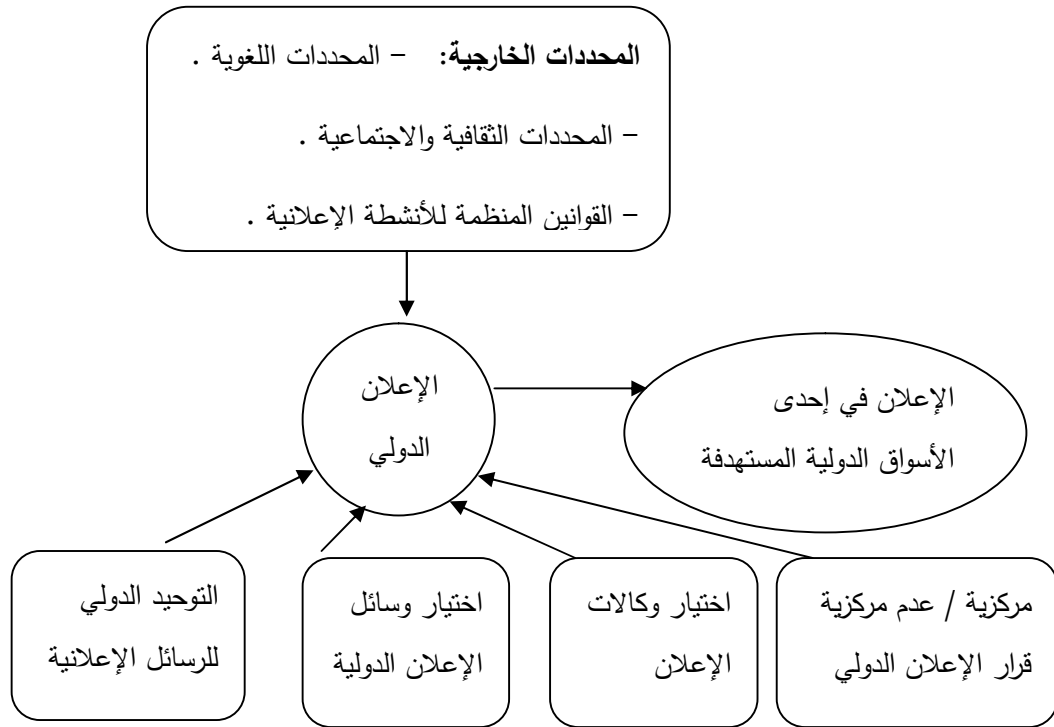 المحددات الخارجية: - المحددات اللغوية .
- المحددات الثقافية والاجتماعية .
- القوانين المنظمة للأنشطة الإعلانية .
الإعلان
الدولي
الإعلان في إحدى
الأسواق الدولية المستهدفة
مركزية / عدم مركزية
قرار الإعلان الدولي
اختيار وكالات
الإعلان
اختيار وسائل
الإعلان الدولية
التوحيد الدولي
للرسائل الإعلانية